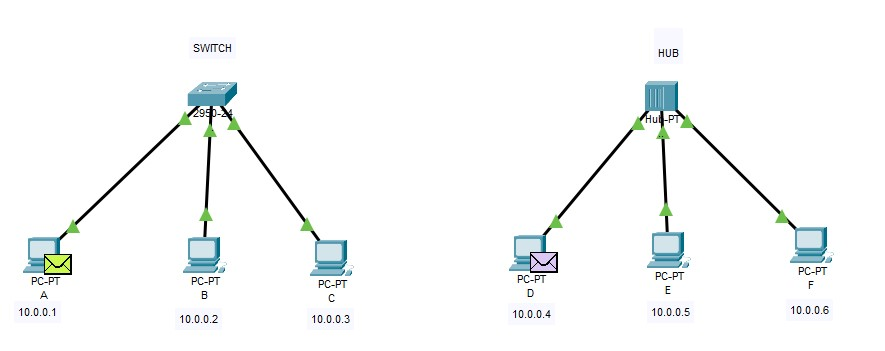 SWITCH
2950-24
PC-PT
A
10.0.0.1
PC-PT
B
10.0.0.2
PC-PT
C
10.0.0.3
HUB
Hub-PT
PC-PT
D
10.0.0.4
PC-PT
E
10.0.0.5
PC-PT
F
10.0.0.6